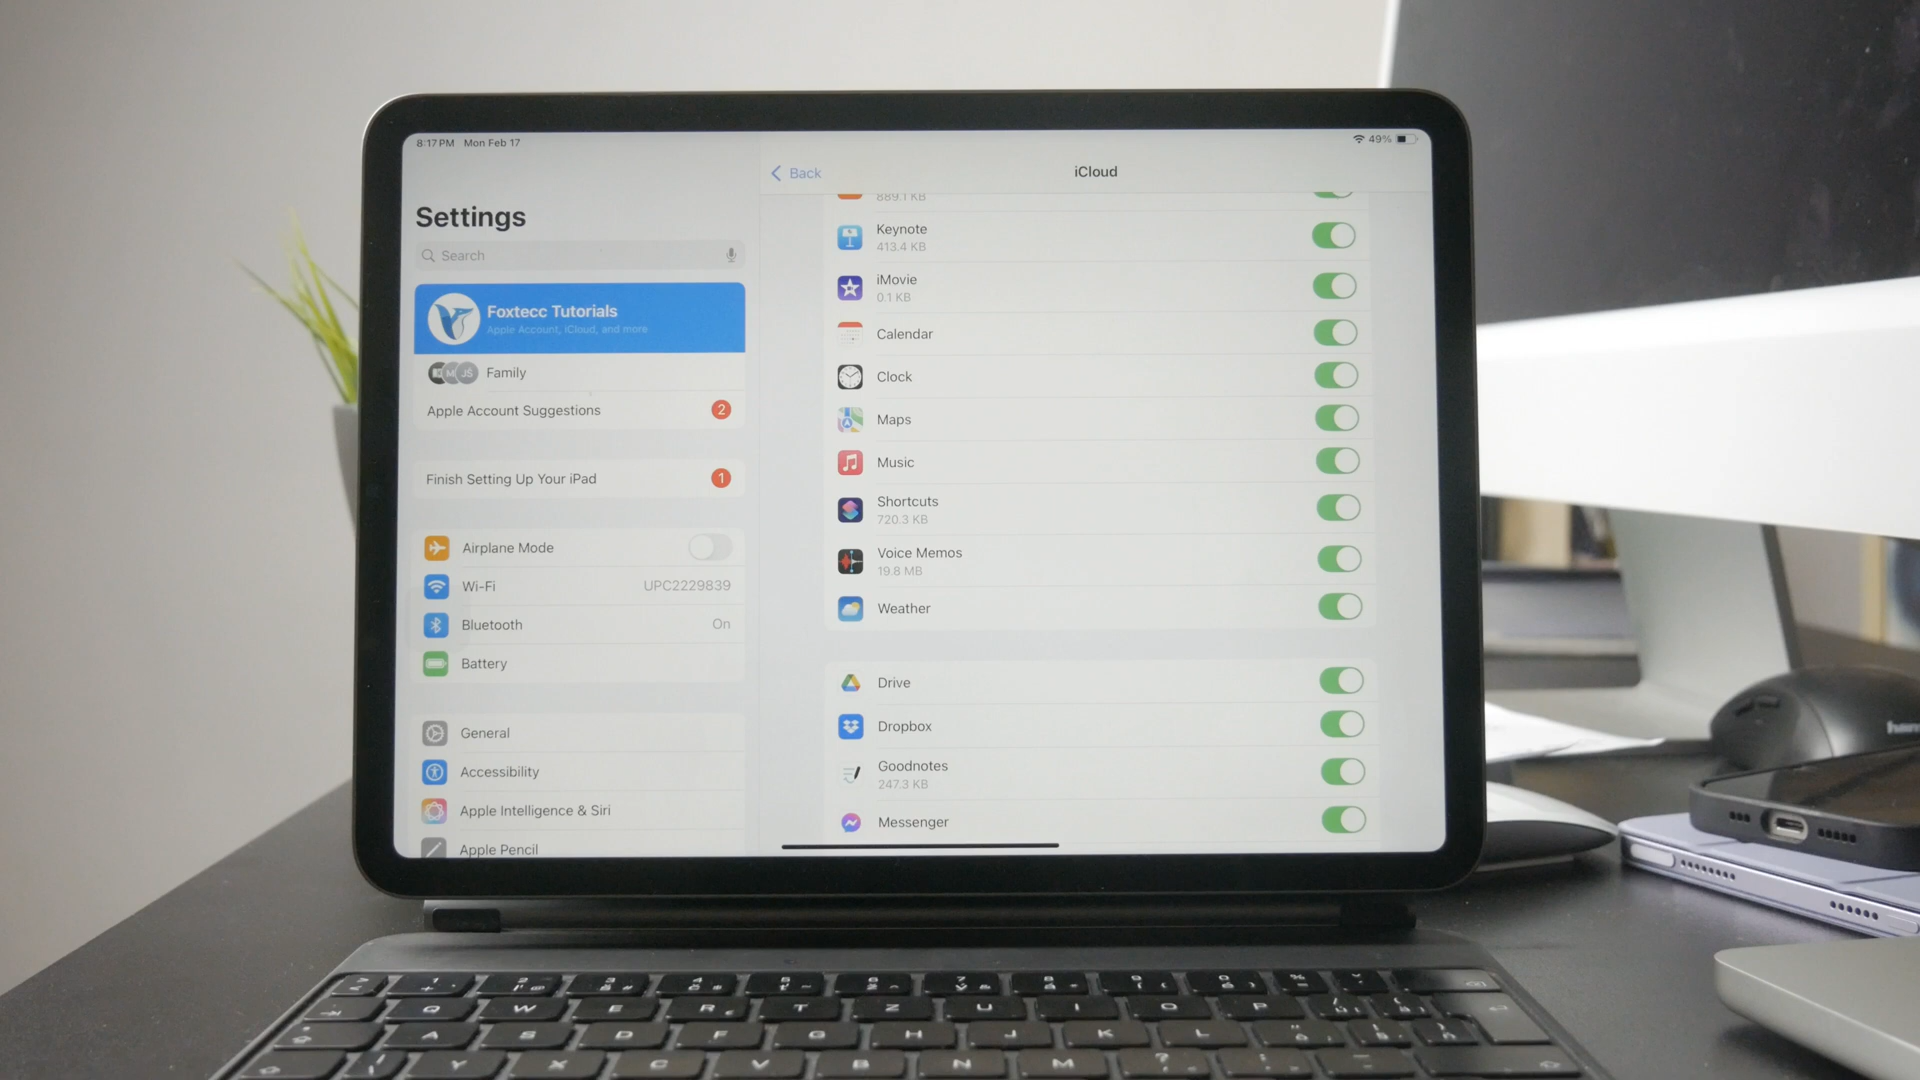 8:17 PM Mon Feb 17
49%
Settings
Search
Foxtecc Tutorials
Apple Account, iCloud, and more
Family
Apple Account Suggestions 2
Finish Setting Up Your iPad 1
Airplane Mode
Wi-Fi UPC2229839
Bluetooth On
Battery
General
Accessibility
Apple Intelligence & Siri
Apple Pencil
Back iCloud
889.1 KB
Keynote
413.4 KB
iMovie
0.1 KB
Calendar
Clock
Maps
Music
Shortcuts
720.3 KB
Voice Memos
19.8 MB
Weather
Drive
Dropbox
Goodnotes
247.3 KB
Messenger
Q W E R T Z U I O P
A S D F G H J K L
Y X C V B N M